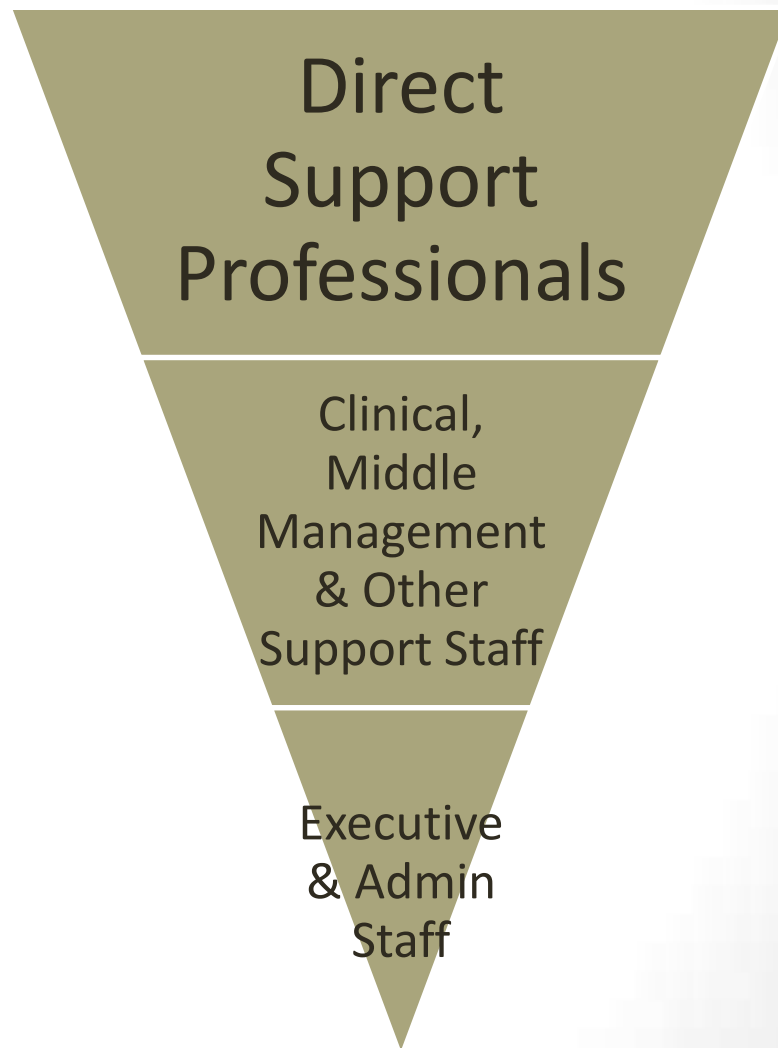 Direct
Support
Professionals
Clinical,
Middle
Management
& Other
Support Staff
Executive
& Admin
Staff